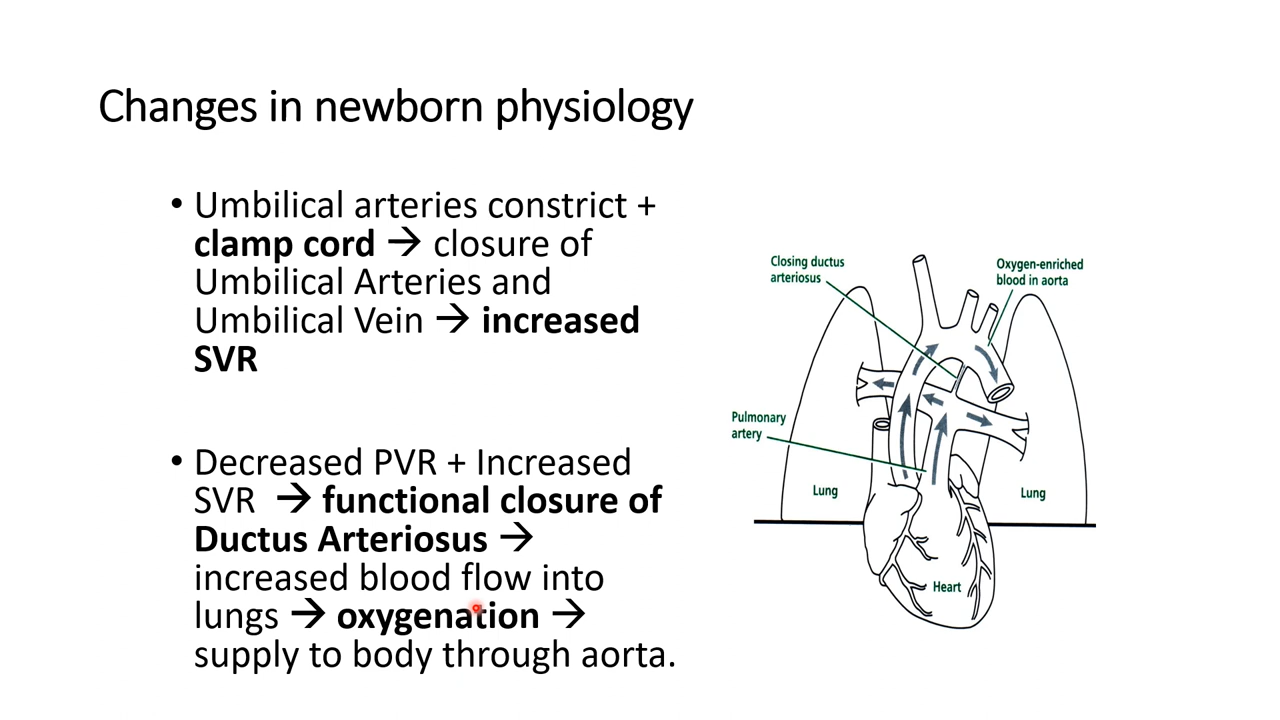 Changes in newborn physiology
• Umbilical arteries constrict +
clamp cord → closure of
Umbilical Arteries and
Umbilical Vein → increased
SVR
• Decreased PVR + Increased
SVR → functional closure of
Ductus Arteriosus →
increased blood flow into
lungs → oxygenation →
supply to body through aorta.
Closing ductus
arteriosus
Oxygen-enriched
blood in aorta
Pulmonary
artery
Lung
Lung
Heart